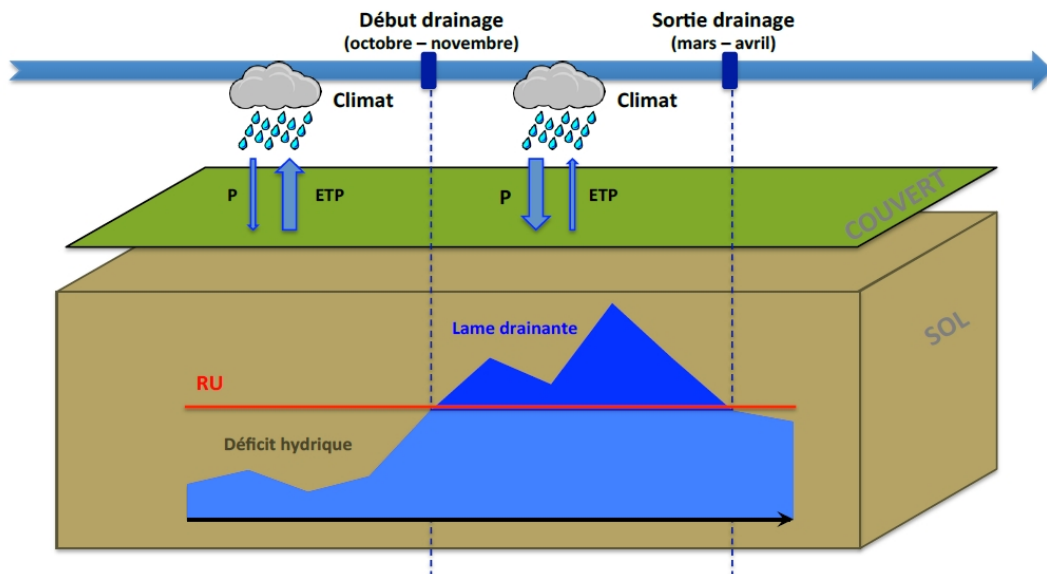 Début drainage
(octobre – novembre)
Sortie drainage
(mars – avril)
Climat
Climat
P
ETP
P
ETP
COUVERT
SOL
Lame drainante
RU
Déficit hydrique